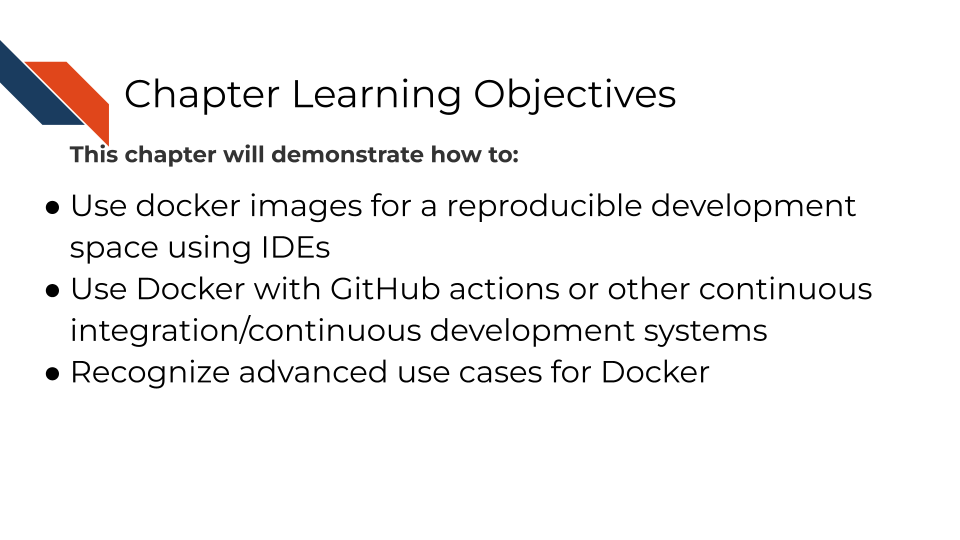 Chapter Learning Objectives
This chapter will demonstrate how to:
● Use docker images for a reproducible development
space using IDEs
● Use Docker with GitHub actions or other continuous
integration/continuous development systems
● Recognize advanced use cases for Docker